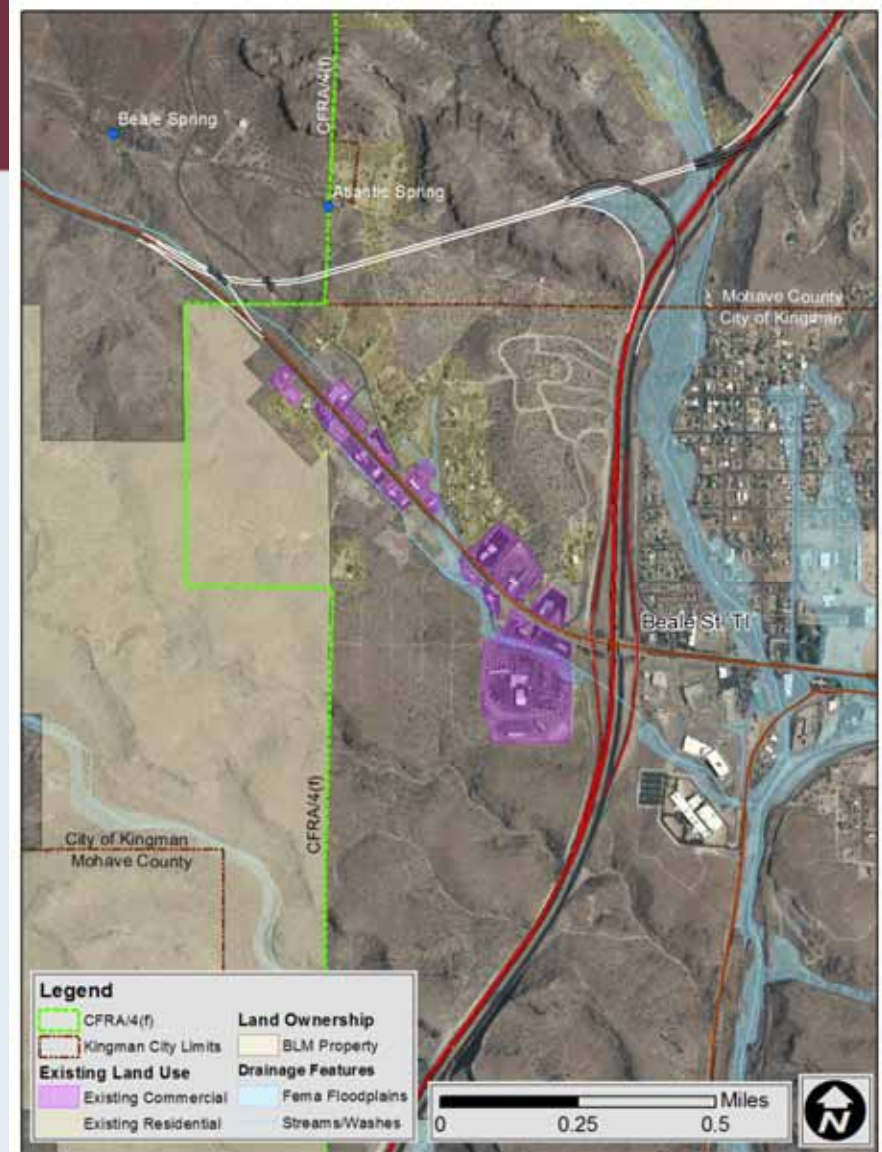 CFRA/4(f)
Beale Spring
Atlantic Spring
Mohave County
City of Kingman
Beale St. TI
CFRA/4(f)
City of Kingman
Mohave County
Legend
CFRA/4(f)
Kingman City Limits
Existing Land Use
Existing Commercial
Existing Residential
Land Ownership
BLM Property
Drainage Features
Fema Floodplains
Streams/Washes
Miles
0 0.25 0.5
N